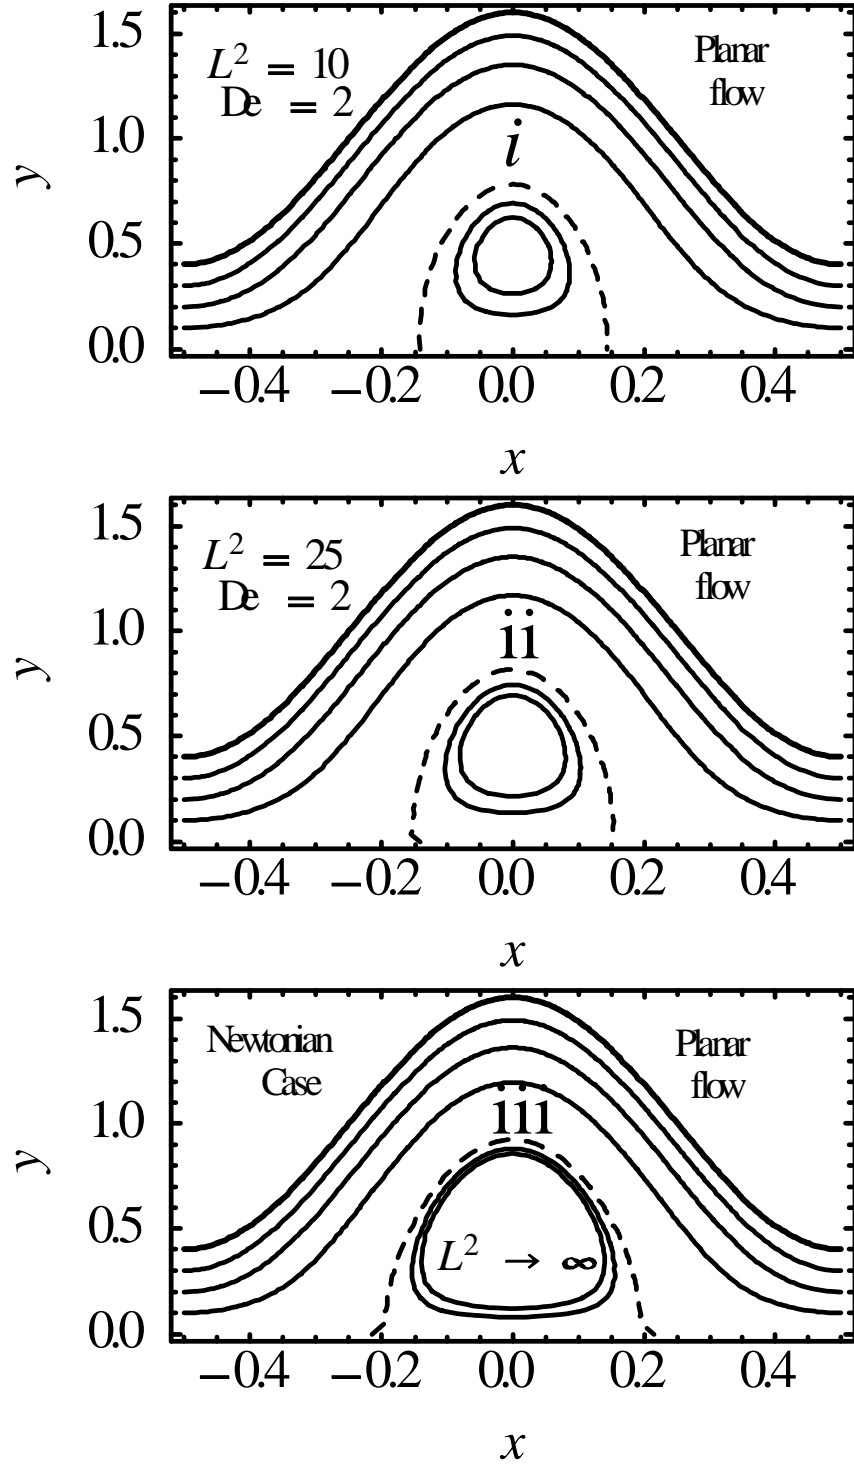 1.5
1.0
0.5
0.0
y
L² = 10
De = 2
Planar
flow
i
−0.4 −0.2 0.0 0.2 0.4
x
1.5
1.0
0.5
0.0
y
L² = 25
De = 2
Planar
flow
ii
−0.4 −0.2 0.0 0.2 0.4
x
1.5
1.0
0.5
0.0
y
Newtonian
Case
Planar
flow
iii
L² → ∞
−0.4 −0.2 0.0 0.2 0.4
x